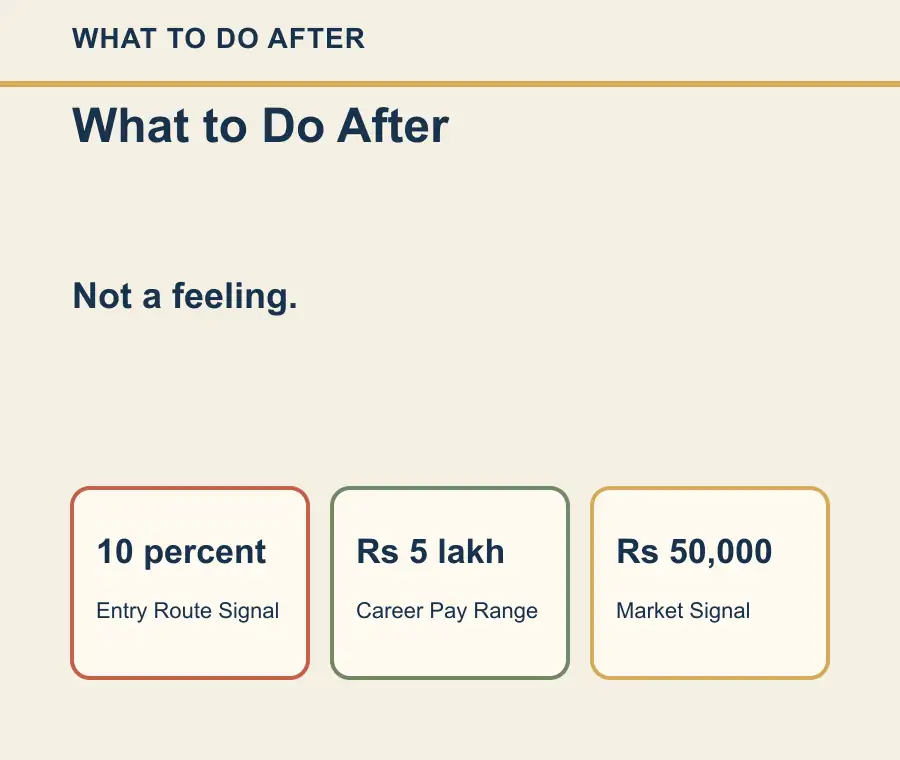 WHAT TO DO AFTER
What to Do After
Not a feeling.
10 percent
Entry Route Signal
Rs 5 lakh
Career Pay Range
Rs 50,000
Market Signal